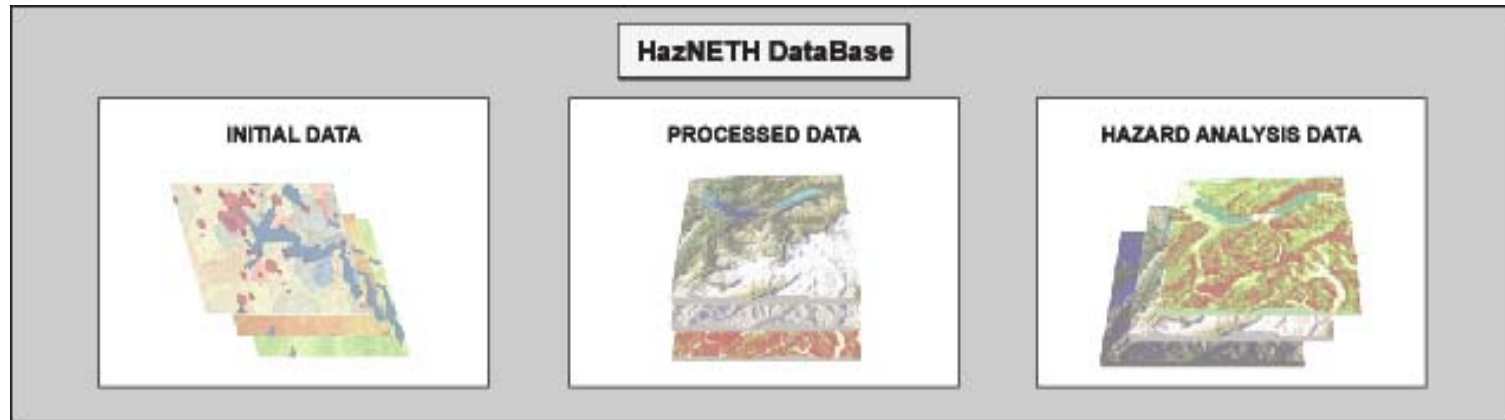 HazNETH DataBase
INITIAL DATA
PROCESSED DATA
HAZARD ANALYSIS DATA